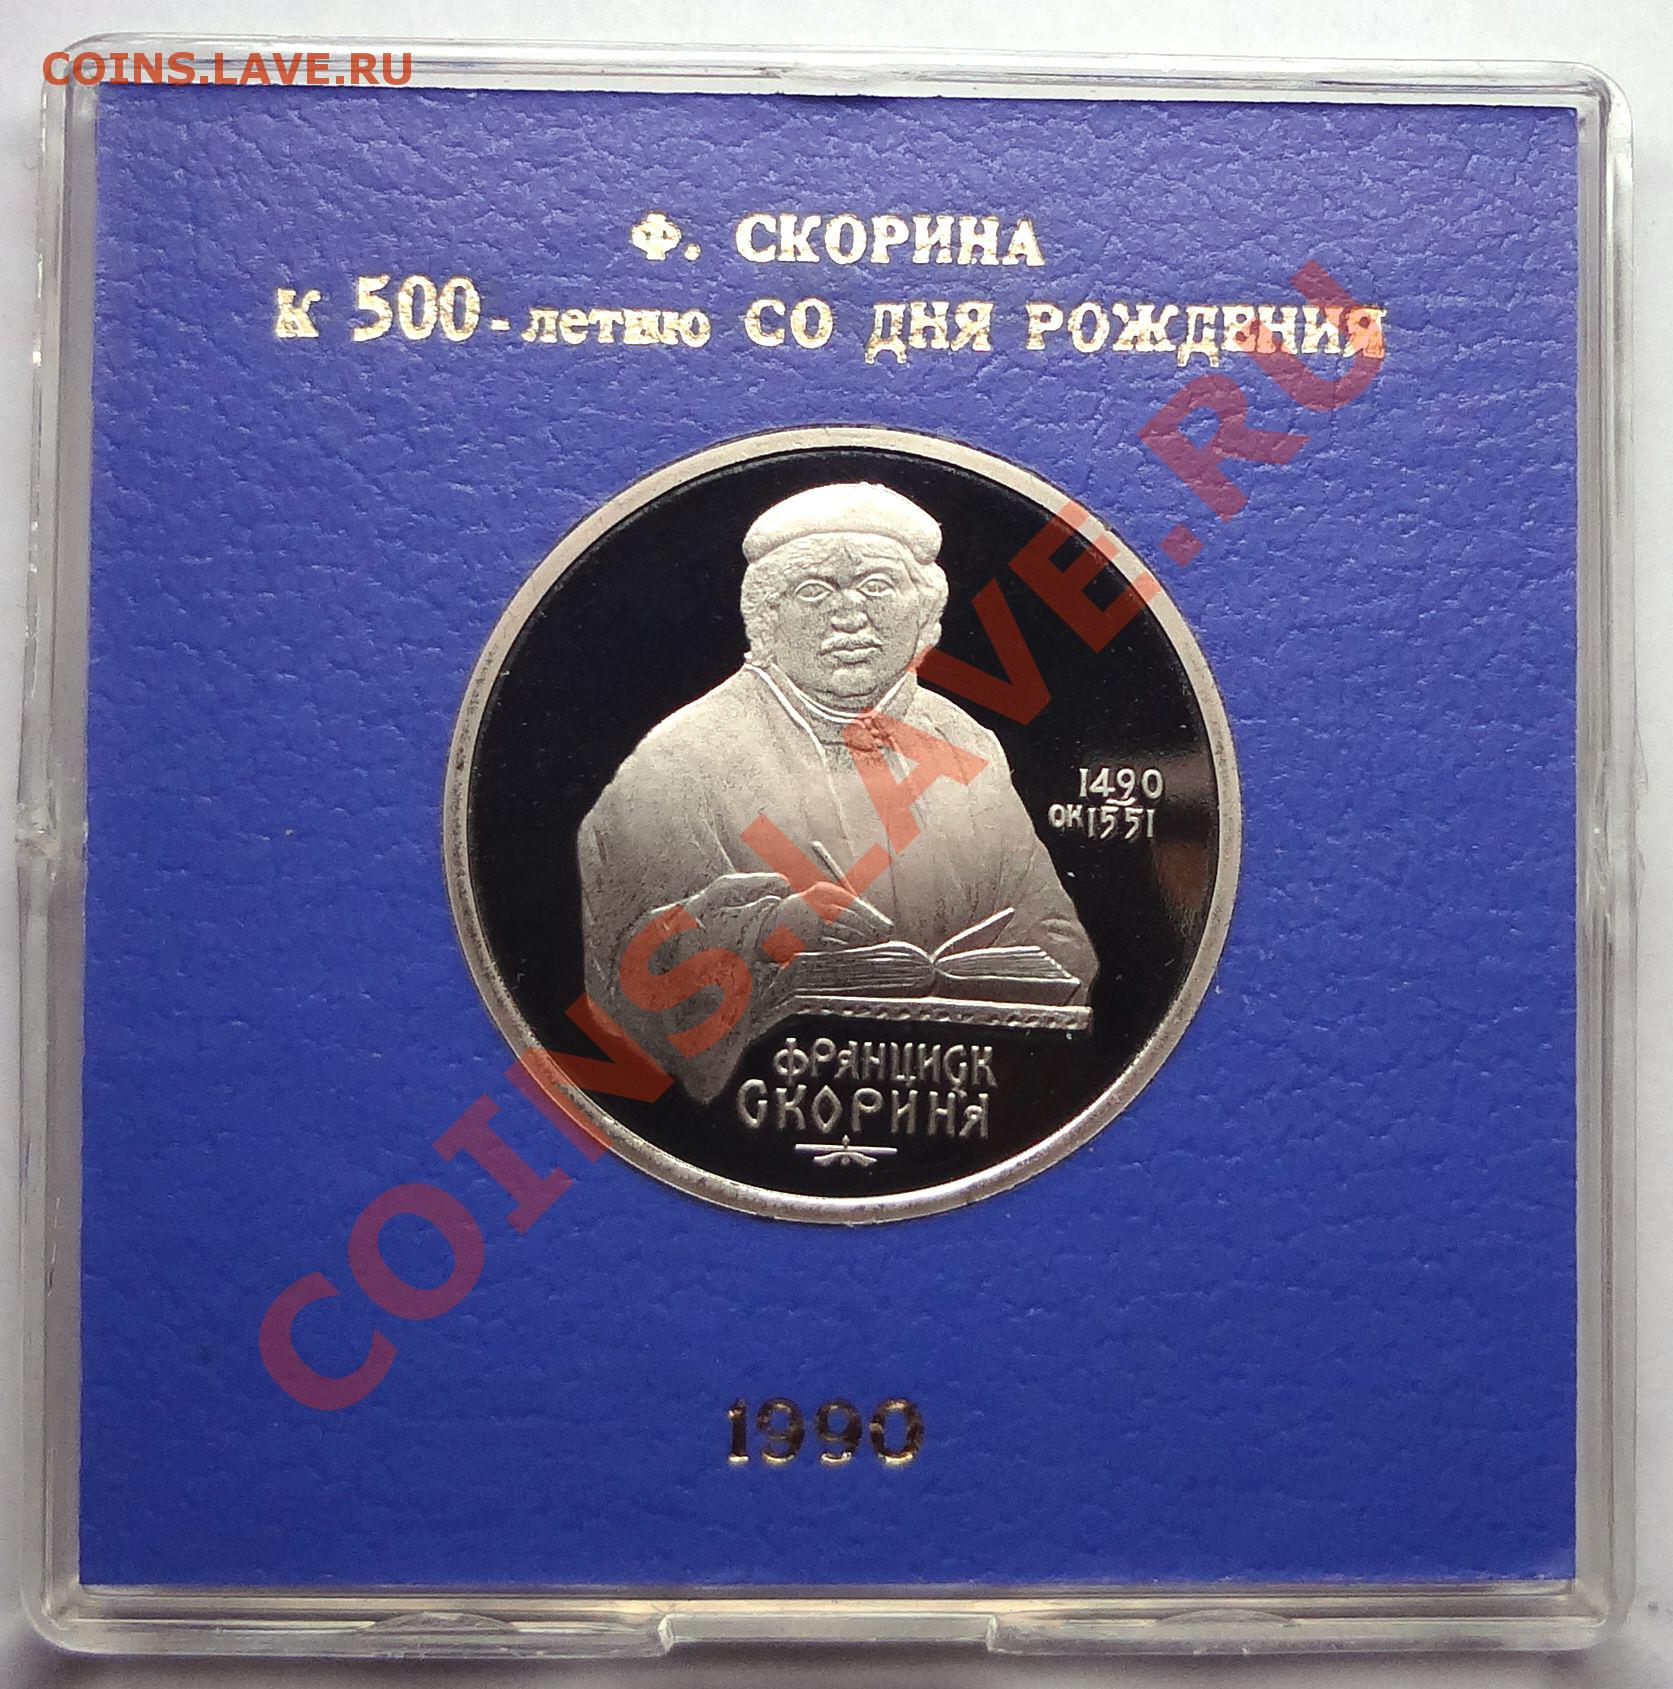 COINS.LAVE.RU
Ф. СКОРИНА
К 500-летию СО ДНЯ РОЖДЕНИЯ
1490
ОК 1551
ФРАНЦИСК
СКОРИНА
1990
COINS.LAVE.RU